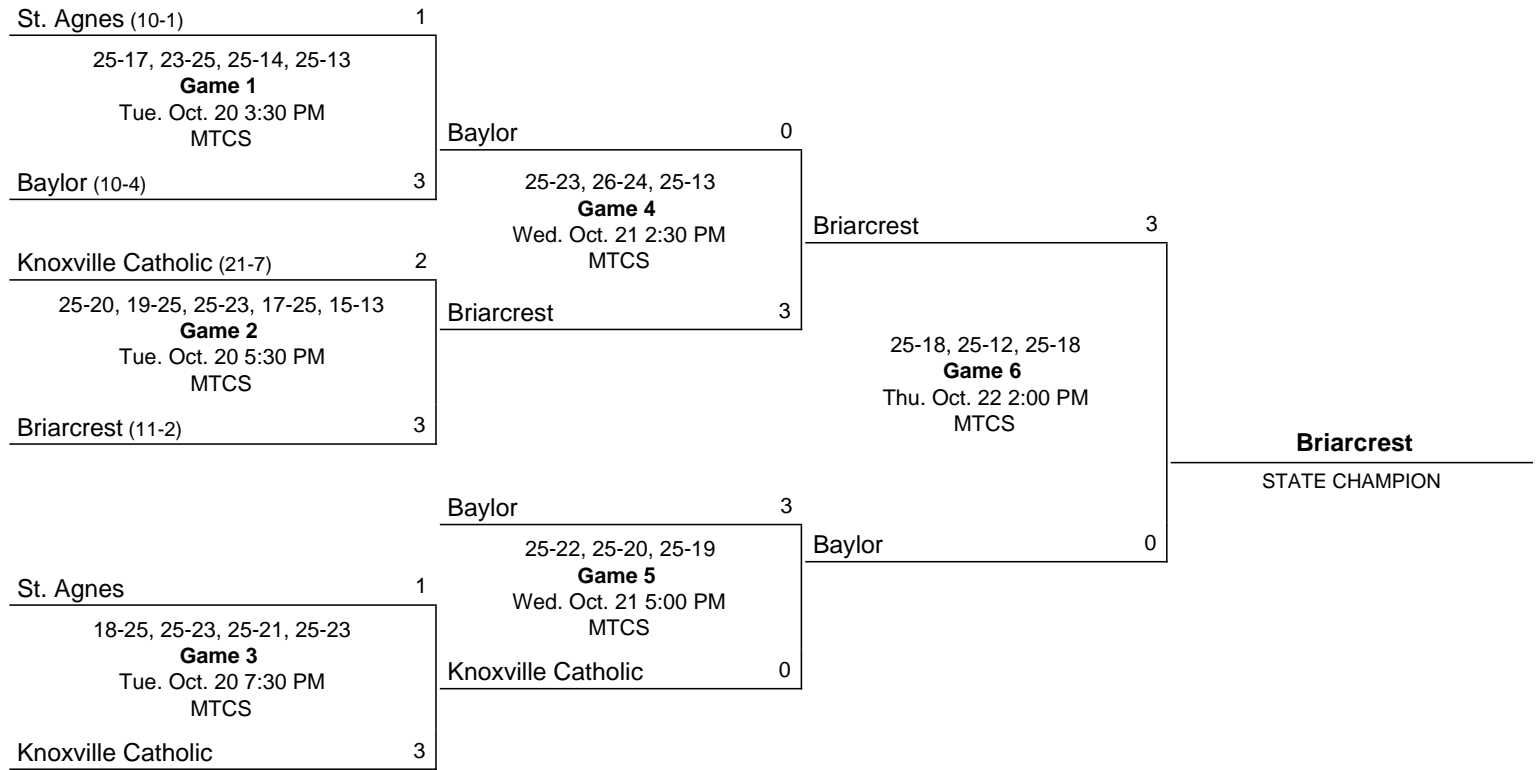 St. Agnes (10-1) 1
25-17, 23-25, 25-14, 25-13
Game 1
Tue. Oct. 20 3:30 PM
MTCS
Baylor (10-4) 3
Knoxville Catholic (21-7) 2
25-20, 19-25, 25-23, 17-25, 15-13
Game 2
Tue. Oct. 20 5:30 PM
MTCS
Briarcrest (11-2) 3
St. Agnes 1
18-25, 25-23, 25-21, 25-23
Game 3
Tue. Oct. 20 7:30 PM
MTCS
Knoxville Catholic 3
Baylor 0
25-23, 26-24, 25-13
Game 4
Wed. Oct. 21 2:30 PM
MTCS
Briarcrest 3
Baylor 3
25-22, 25-20, 25-19
Game 5
Wed. Oct. 21 5:00 PM
MTCS
Knoxville Catholic 0
Briarcrest 3
25-18, 25-12, 25-18
Game 6
Thu. Oct. 22 2:00 PM
MTCS
Baylor 0
Briarcrest
STATE CHAMPION